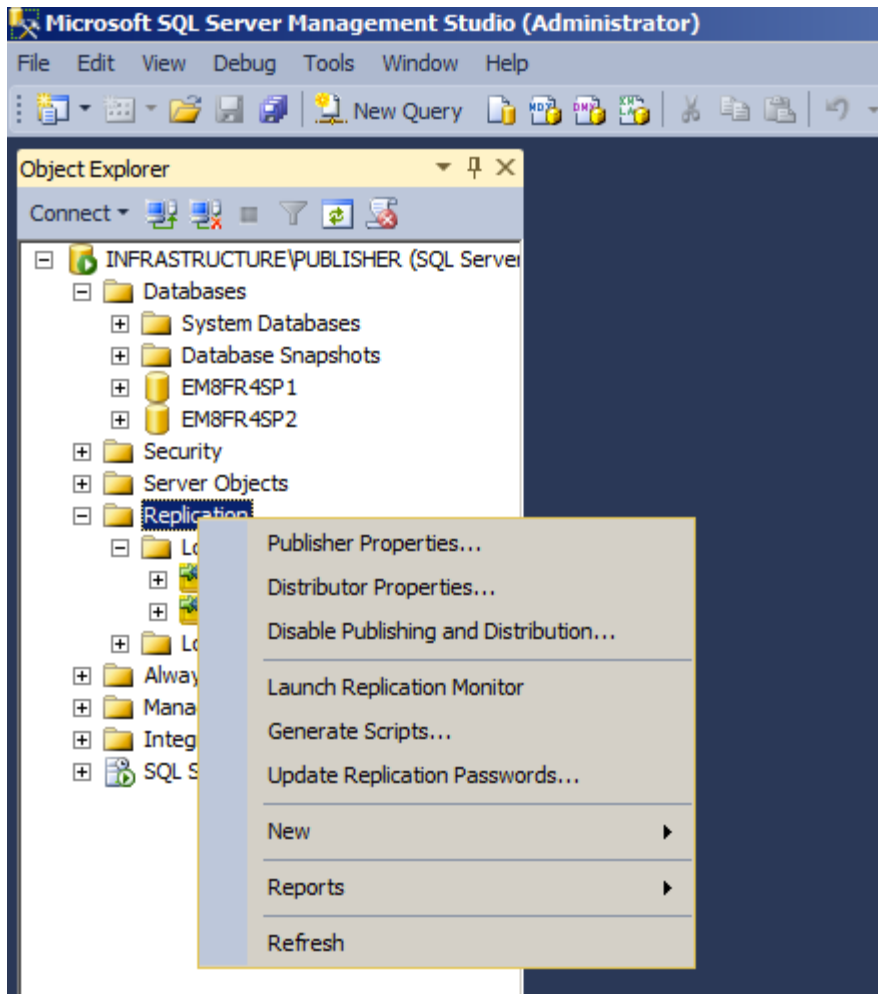 Microsoft SQL Server Management Studio (Administrator)
File Edit View Debug Tools Window Help
New Query
Object Explorer
Connect
INFRASTRUCTURE\PUBLISHER (SQL Server
Databases
System Databases
Database Snapshots
EM8FR4SP1
EM8FR4SP2
Security
Server Objects
Replication
Publisher Properties...
Distributor Properties...
Disable Publishing and Distribution...
Launch Replication Monitor
Generate Scripts...
Update Replication Passwords...
New
Reports
Refresh
SQL S